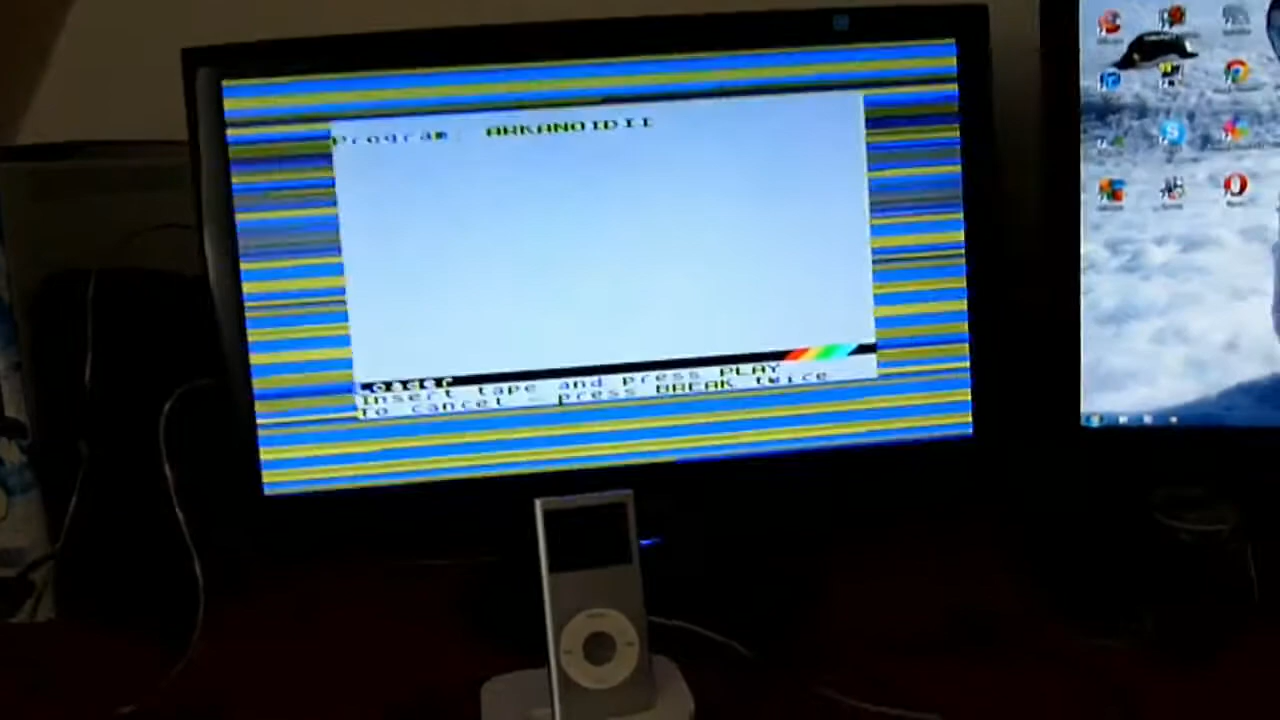 Program: ARKANOIDII
Loader
Insert tape and press PLAY
To cancel - press BREAK twice